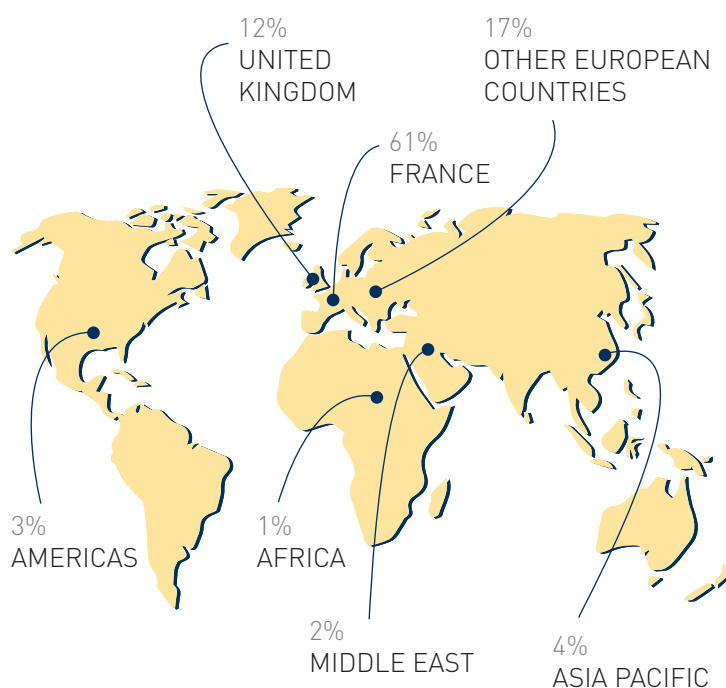 12%
UNITED
KINGDOM
17%
OTHER EUROPEAN
COUNTRIES
61%
FRANCE
3%
AMERICAS
1%
AFRICA
2%
MIDDLE EAST
4%
ASIA PACIFIC